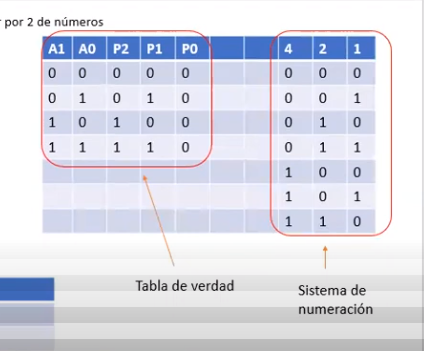 por 2 de números
A1 A0 P2 P1 P0 4 2 1
0 0 0 0 0 0 0 0
0 1 0 1 0 0 0 1
1 0 1 0 0 0 1 0
1 1 1 1 0 0 1 1
1 0 0
1 0 1
1 1 0
Tabla de verdad
Sistema de
numeración